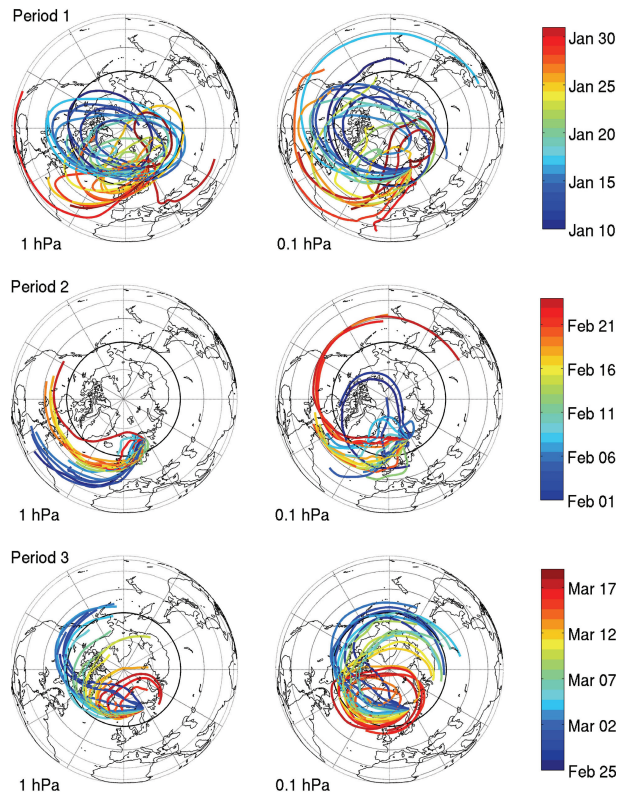 Period 1
1 hPa
0.1 hPa
Jan 30
Jan 25
Jan 20
Jan 15
Jan 10
Period 2
1 hPa
0.1 hPa
Feb 21
Feb 16
Feb 11
Feb 06
Feb 01
Period 3
1 hPa
0.1 hPa
Mar 17
Mar 12
Mar 07
Mar 02
Feb 25